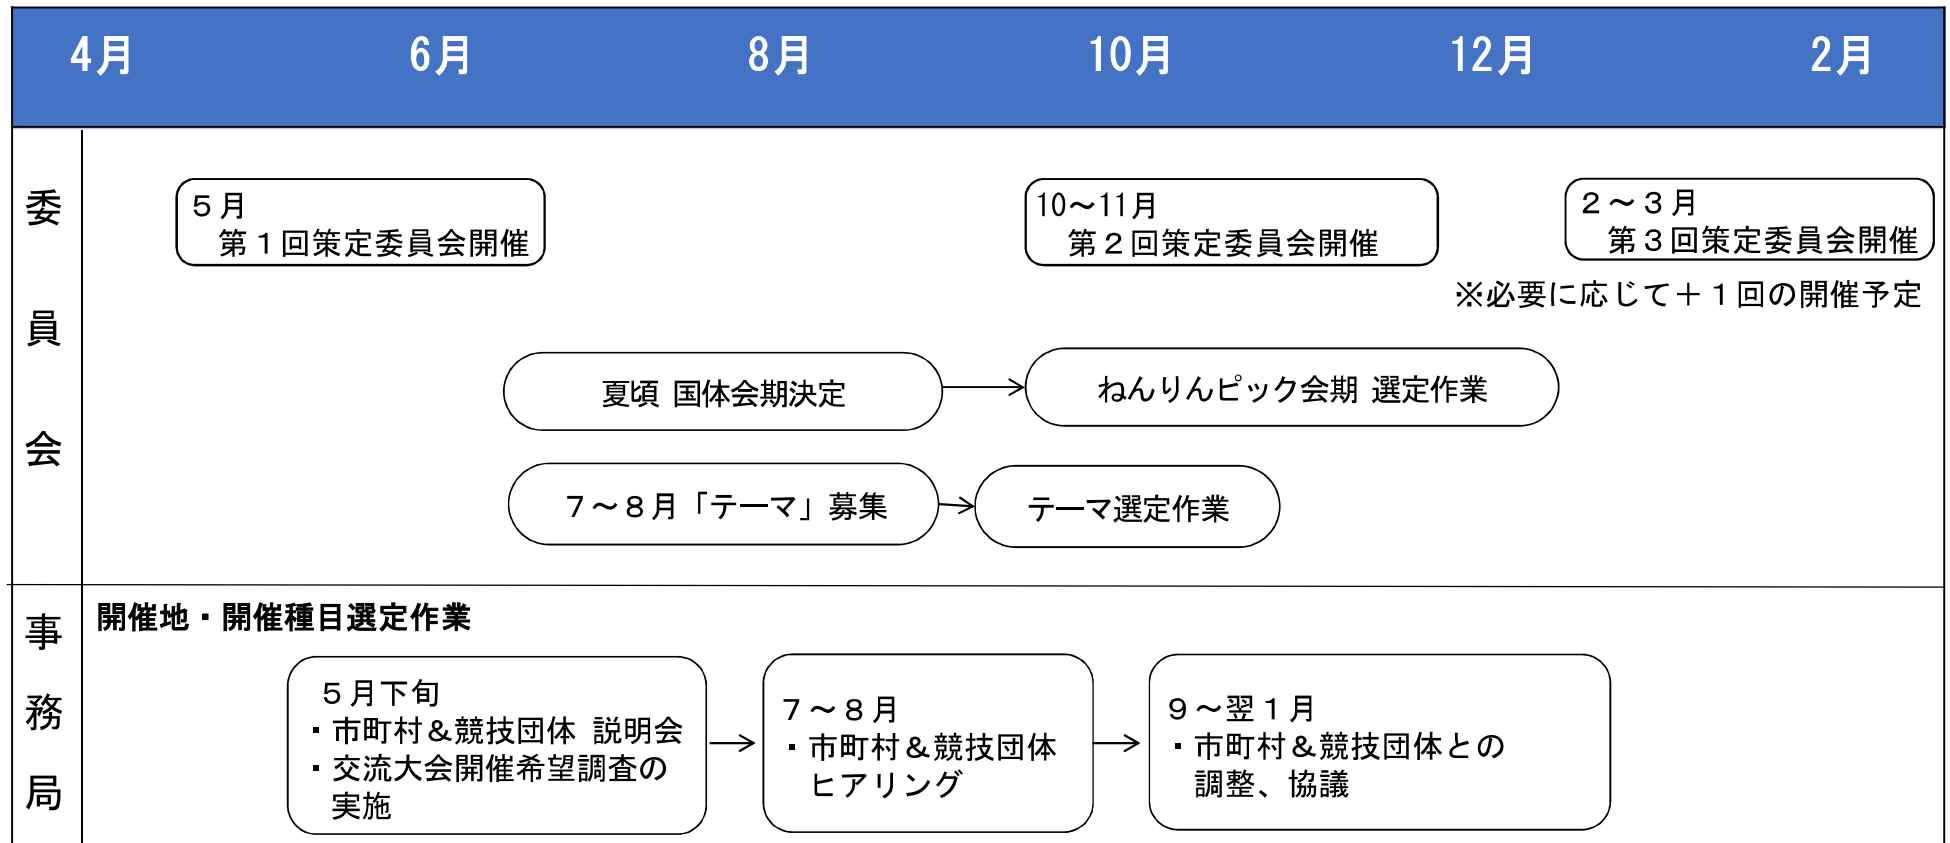 4月 6月 8月 10月 12月 2月
委員会
５月
第１回策定委員会開催
10～11月
第２回策定委員会開催
２～３月
第３回策定委員会開催
※必要に応じて＋１回の開催予定
夏頃 国体会期決定
ねんりんピック会期 選定作業
７～８月「テーマ」募集
テーマ選定作業
事務局
開催地・開催種目選定作業
５月下旬
・市町村＆競技団体 説明会
・交流大会開催希望調査の
実施
７～８月
・市町村＆競技団体
ヒアリング
９～翌１月
・市町村＆競技団体との
調整、協議